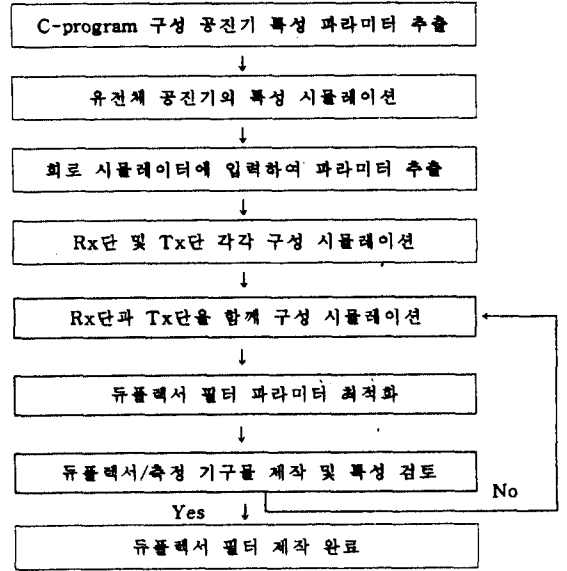 C-program 구성 공진기 특성 파라미터 추출
↓
유전체 공진기의 특성 시뮬레이션
↓
회로 시뮬레이터에 입력하여 파라미터 추출
↓
Rx단 및 Tx단 각각 구성 시뮬레이션
↓
Rx단과 Tx단을 함께 구성 시뮬레이션
↓
듀플렉서 필터 파라미터 최적화
↓
듀플렉서/측정 기구물 제작 및 특성 검토
No
Yes ↓
듀플렉서 필터 제작 완료